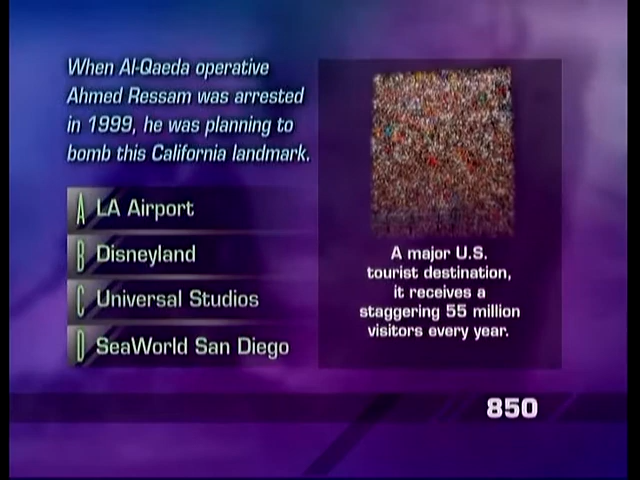 When Al-Qaeda operative
Ahmed Ressam was arrested
in 1999, he was planning to
bomb this California landmark.
A LA Airport
B Disneyland
C Universal Studios
D SeaWorld San Diego
A major U.S.
tourist destination,
it receives a
staggering 55 million
visitors every year.
850